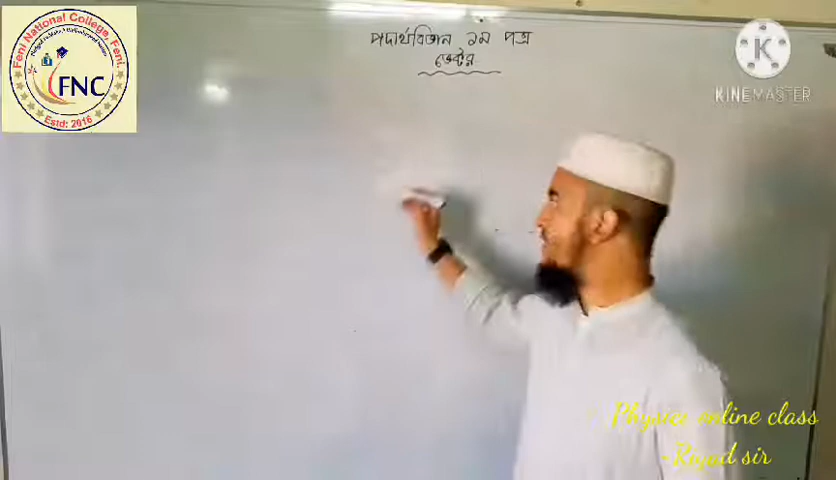 পদার্থবিজ্ঞান ১ম পত্র
ভেক্টর
Feni National College, Feni.
FNC
Estd: 2016
KINEMASTER
Physics online class
- Riyad sir